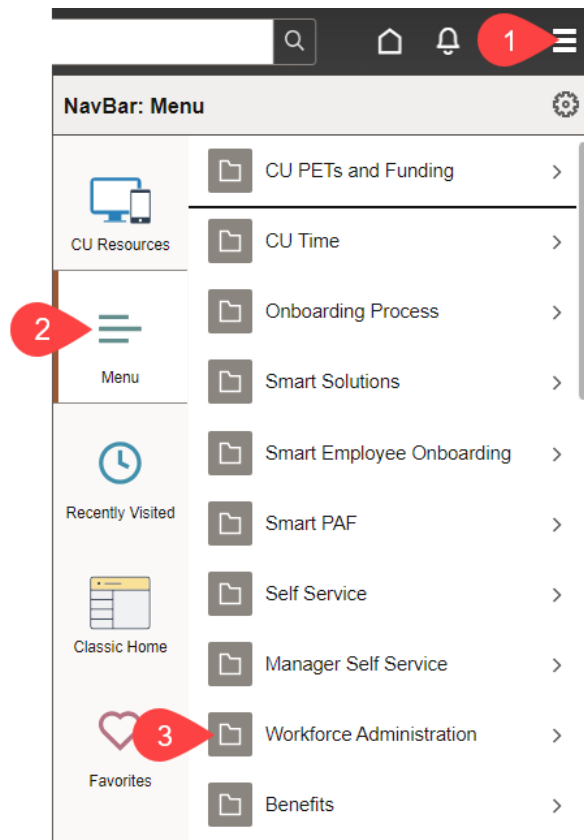 1
NavBar: Menu
CU Resources
2
Menu
Recently Visited
Classic Home
3
Favorites
CU PETs and Funding
CU Time
Onboarding Process
Smart Solutions
Smart Employee Onboarding
Smart PAF
Self Service
Manager Self Service
Workforce Administration
Benefits